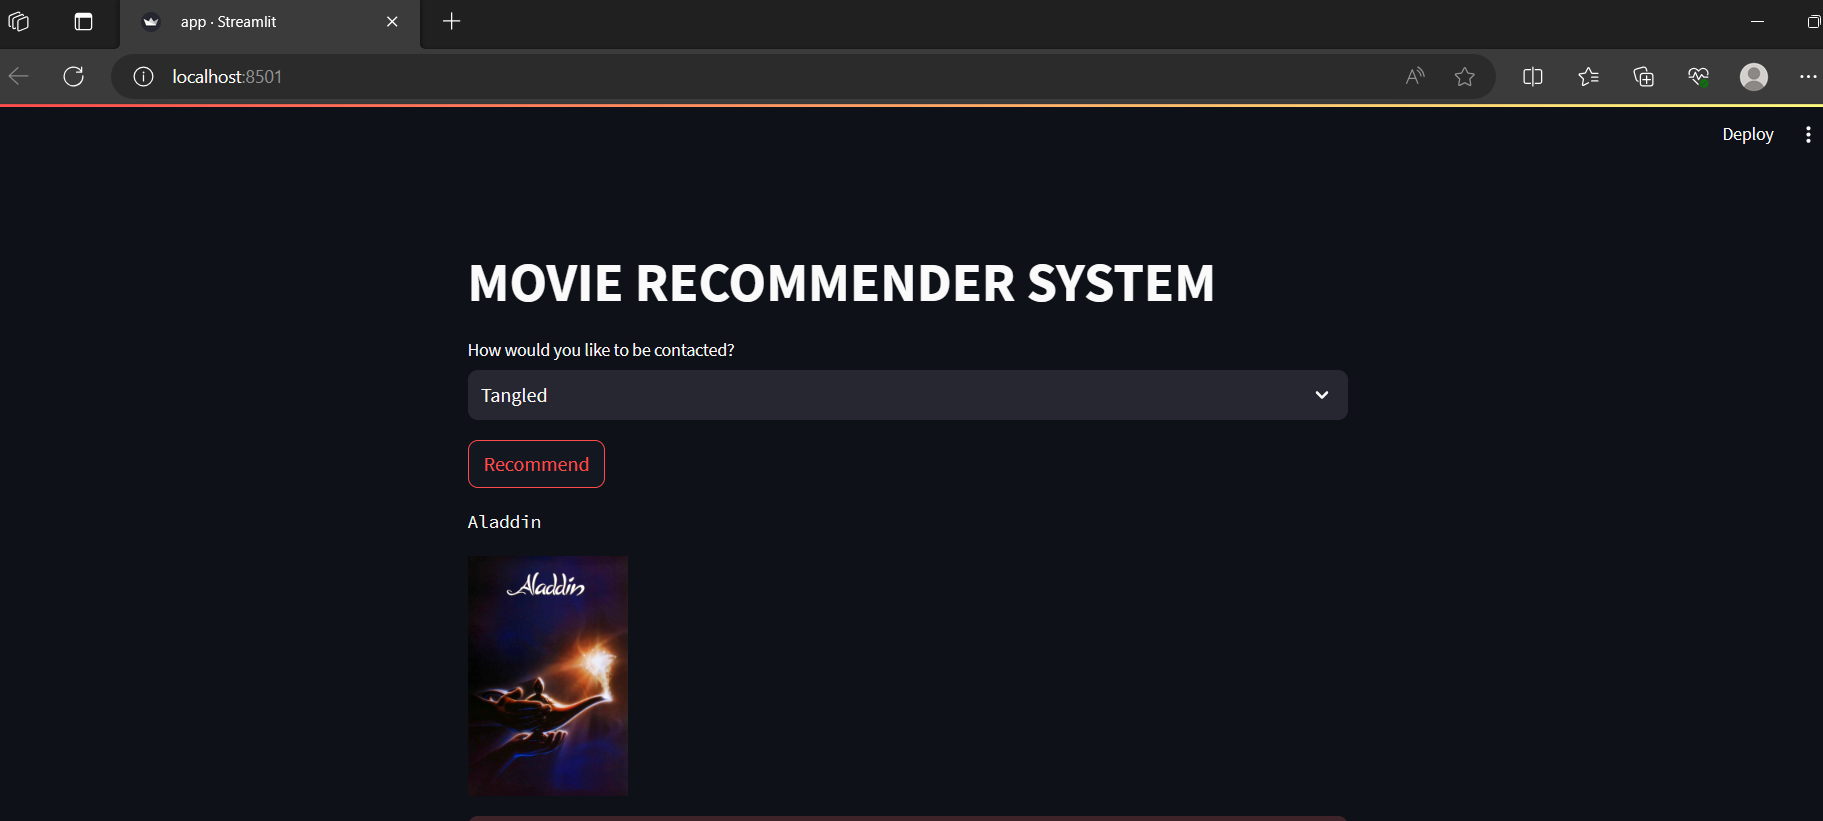 app · Streamlit
localhost:8501
Deploy
MOVIE RECOMMENDER SYSTEM
How would you like to be contacted?
Tangled
Recommend
Aladdin
Aladdin